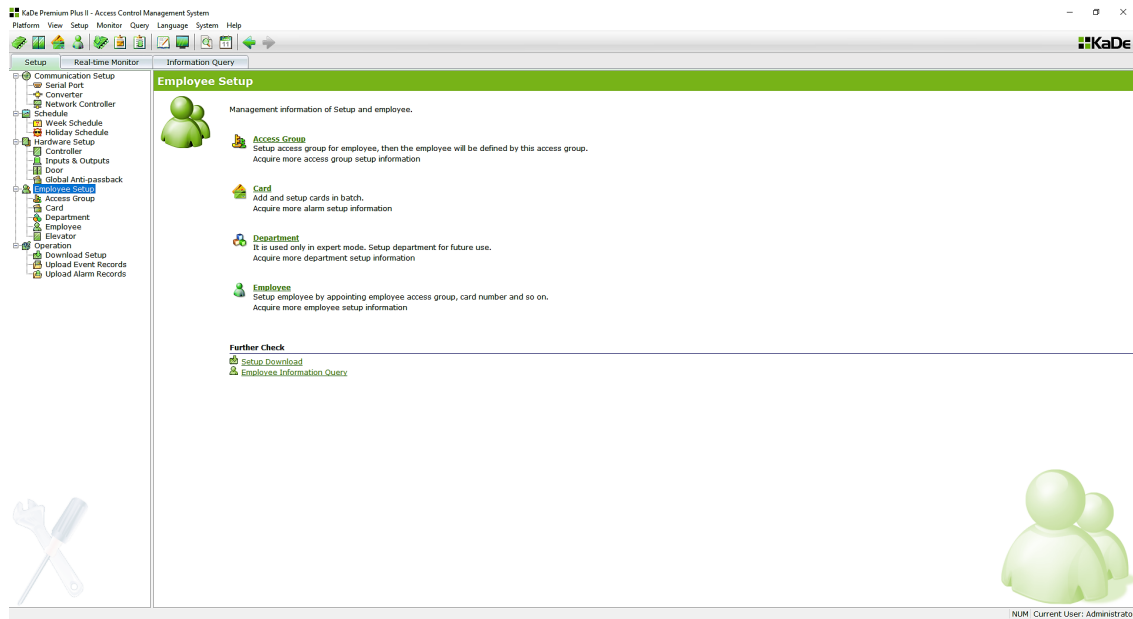 KaDe Premium Plus II - Access Control Management System
Platform View Setup Monitor Query Language System Help
KaDe
Setup Real-time Monitor Information Query
Communication Setup
Serial Port
Converter
Network Controller
Schedule
Week Schedule
Holiday Schedule
Hardware Setup
Controller
Inputs & Outputs
Door
Global Anti-passback
Employee Setup
Access Group
Card
Department
Employee
Elevator
Operation
Download Setup
Upload Event Records
Upload Alarm Records
Employee Setup
Management information of Setup and employee.
Access Group
Setup access group for employee, then the employee will be defined by this access group.
Acquire more access group setup information
Card
Add and setup cards in batch.
Acquire more alarm setup information
Department
It is used only in expert mode. Setup department for future use.
Acquire more department setup information
Employee
Setup employee by appointing employee access group, card number and so on.
Acquire more employee setup information
Further Check
Setup Download
Employee Information Query
NUM Current User: Administrato